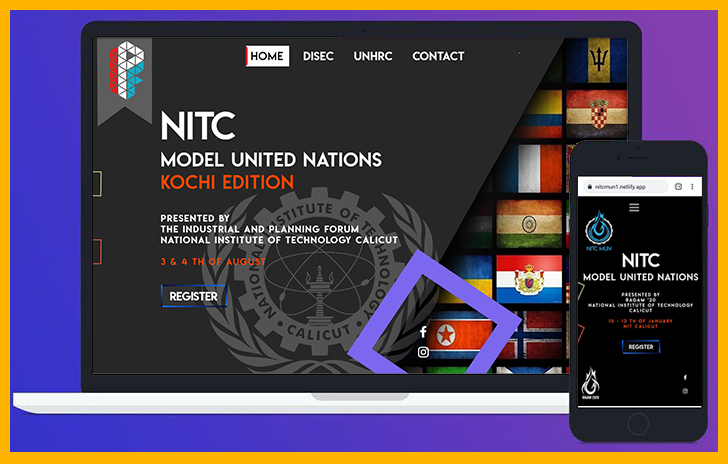 HOME DISEC UNHRC CONTACT
NITC
MODEL UNITED NATIONS
KOCHI EDITION
PRESENTED BY
THE INDUSTRIAL AND PLANNING FORUM
NATIONAL INSTITUTE OF TECHNOLOGY CALICUT
3 & 4 TH OF AUGUST
REGISTER
NATIONAL INSTITUTE OF TECHNOLOGY
• CALICUT •
nitcmun1.netlify.app
NITC MUN
NITC
MODEL UNITED NATIONS
PRESENTED BY
RAGAM '20
NATIONAL INSTITUTE OF TECHNOLOGY
CALICUT
10 - 12 TH OF JANUARY
NIT CALICUT
REGISTER
RAGAM 2020